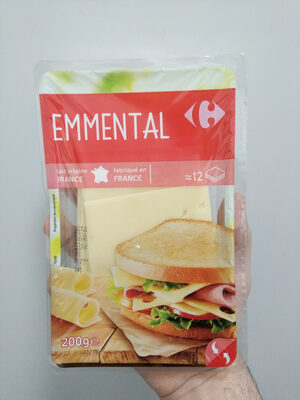 EMMENTAL
lait origine
FRANCE
fabriqué en
FRANCE
≈12
200g℮